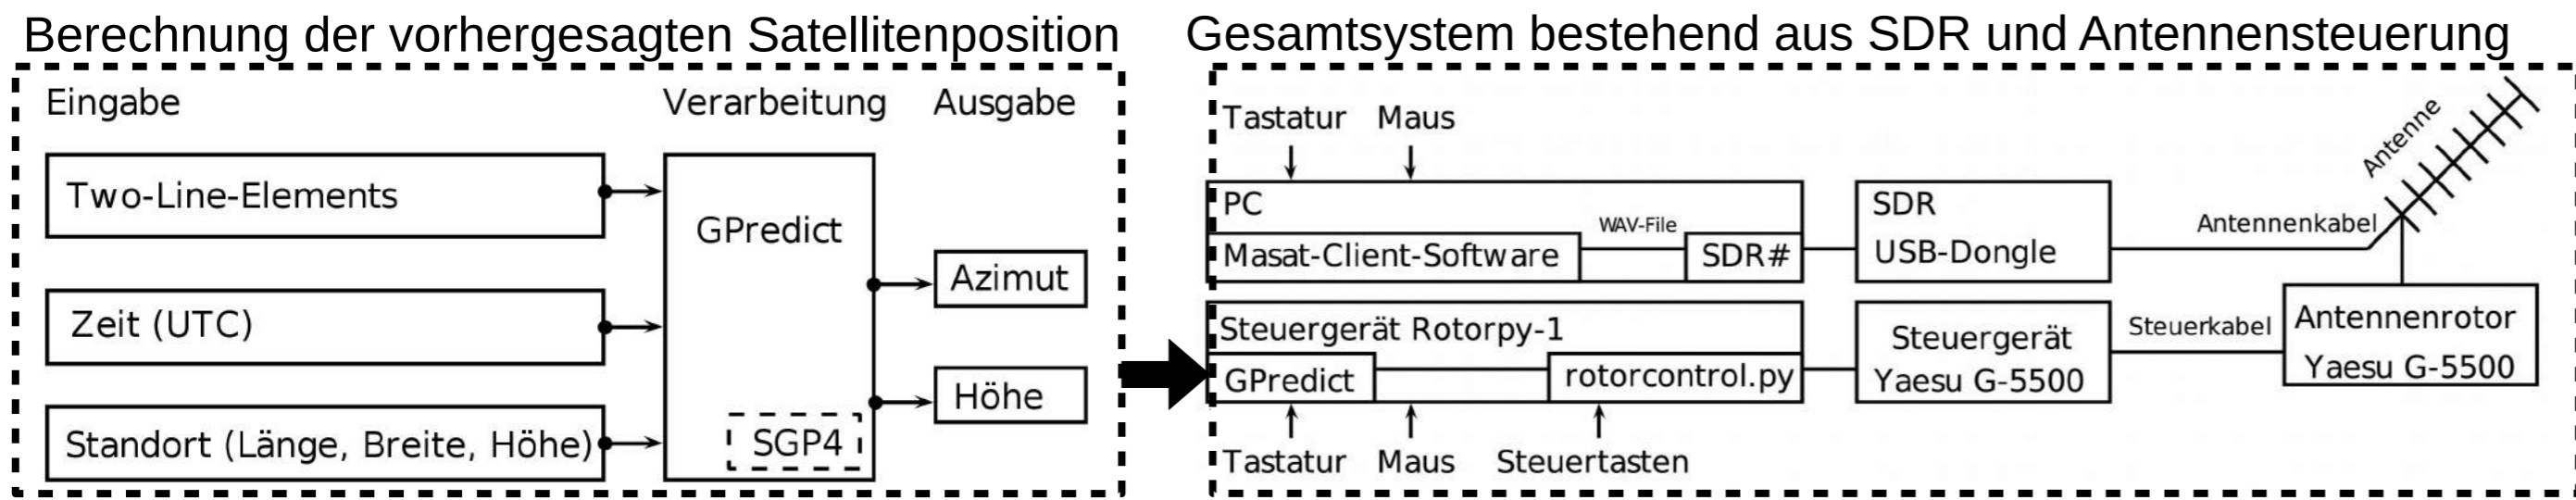 Berechnung der vorhergesagten Satellitenposition
Eingabe
Verarbeitung
Ausgabe
Two-Line-Elements
Zeit (UTC)
Standort (Länge, Breite, Höhe)
GPredict
SGP4
Azimut
Höhe
Gesamtsystem bestehend aus SDR und Antennensteuerung
Tastatur
Maus
PC
Masat-Client-Software
WAV-File
SDR#
SDR
USB-Dongle
Antennenkabel
Antenne
Steuergerät Rotorpy-1
GPredict
rotorcontrol.py
Steuergerät
Yaesu G-5500
Steuerkabel
Antennenrotor
Yaesu G-5500
Tastatur
Maus
Steuertasten